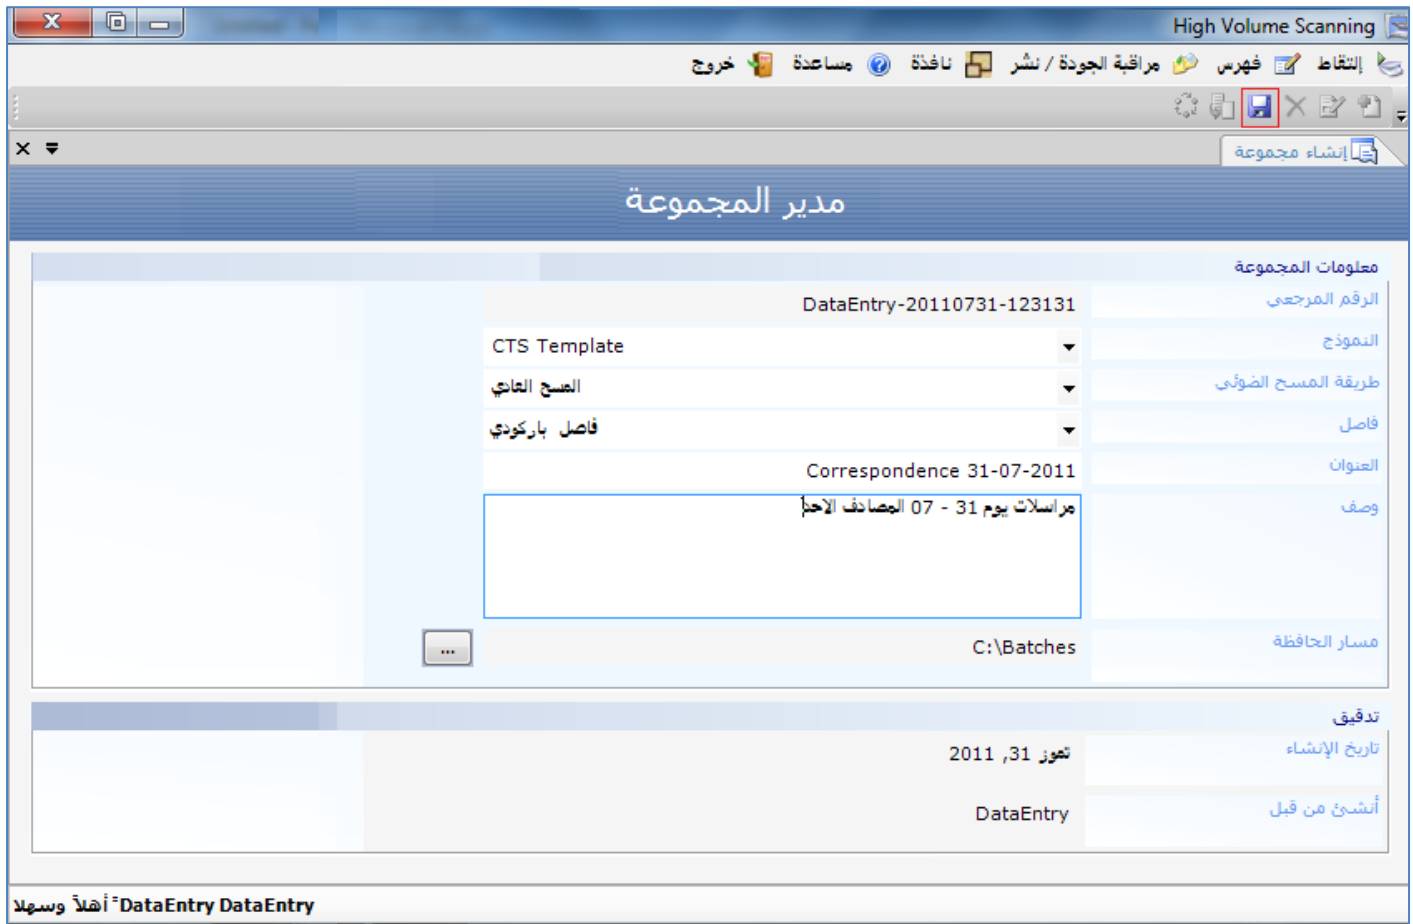 High Volume Scanning
إلتقاط فهرس مراقبة الجودة / نشر نافذة مساعدة خروج
إنشاء مجموعة
مدير المجموعة
معلومات المجموعة
الرقم المرجعي DataEntry-20110731-123131
النموذج CTS Template
طريقة المسح الضوئي المسح العادي
فاصل فاصل باركودي
العنوان Correspondence 31-07-2011
وصف مراسلات يوم 31 - 07 المصادف الاحد
مسار الحافظة C:\Batches ...
تدقيق
تاريخ الإنشاء تموز 31, 2011
أنشئ من قبل DataEntry
أهلاً وسهلا DataEntry DataEntry